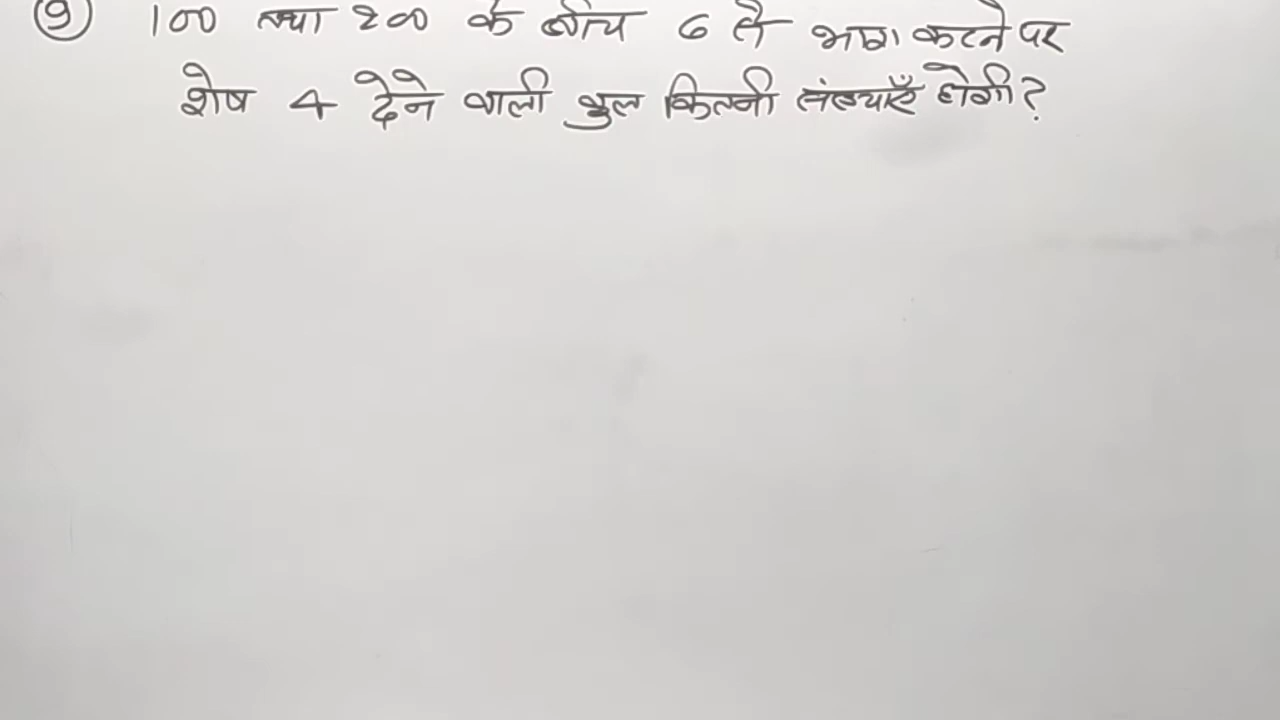 ⑨ 100 तथा 200 के बीच 6 से भाग करने पर
शेष 4 देने वाली कुल कितनी संख्याएँ होगी?